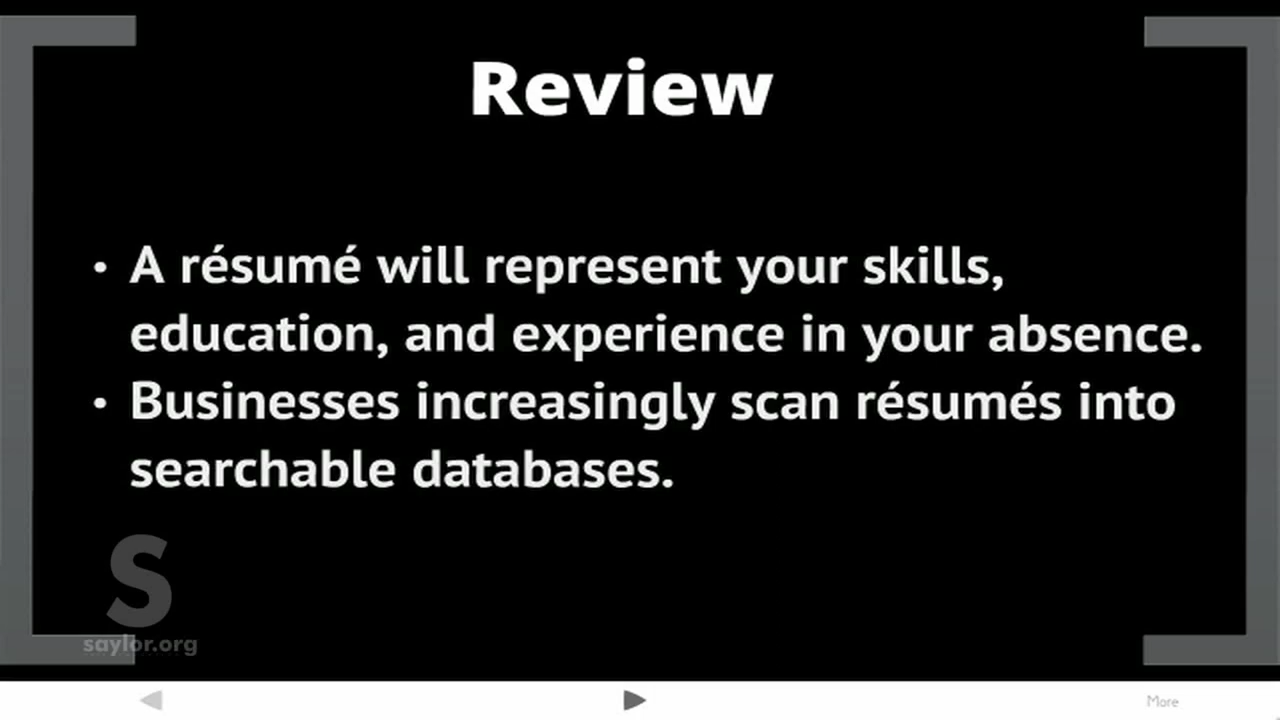 Review
• A résumé will represent your skills,
education, and experience in your absence.
• Businesses increasingly scan résumés into
searchable databases.
S
saylor.org
More